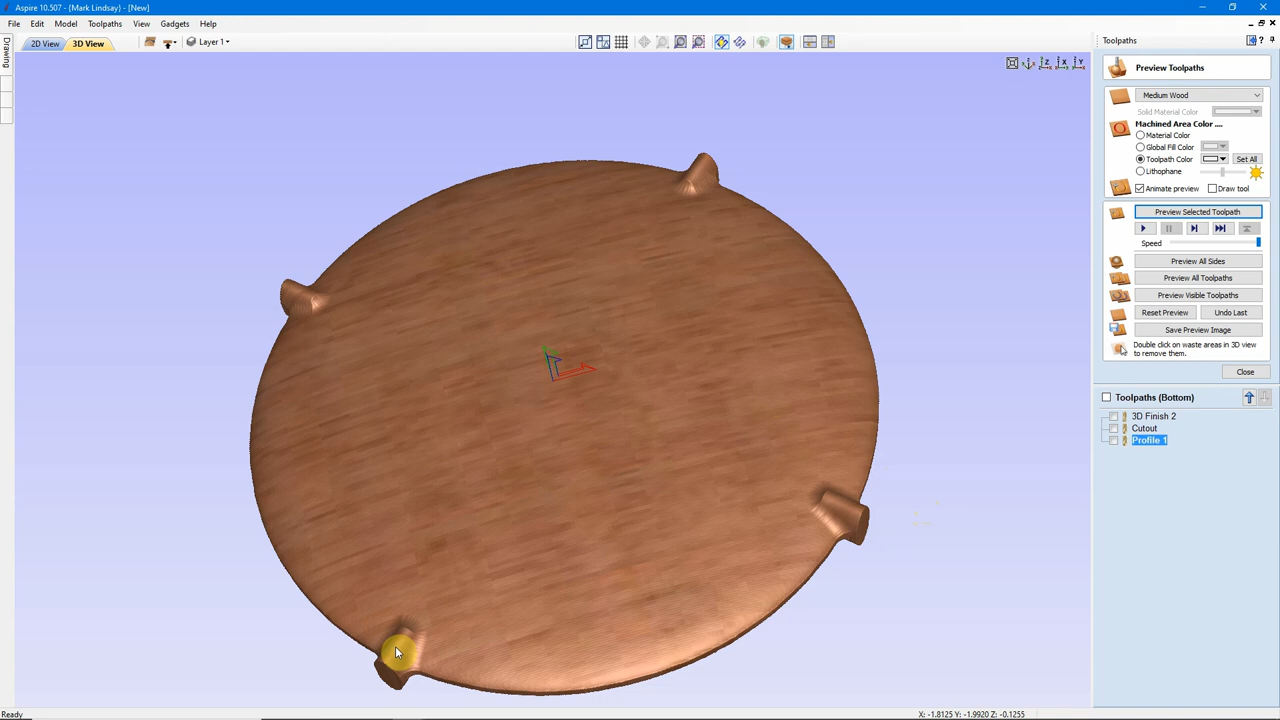 Aspire 10.507 - {Mark Lindsay} - [New]
File Edit Model Toolpaths View Gadgets Help
2D View 3D View Layer 1
Drawing
Z X Y
Toolpaths
Preview Toolpaths
Medium Wood
Solid Material Color
Machined Area Color ....
Material Color
Global Fill Color
Toolpath Color Set All
Lithophane
Animate preview Draw tool
Preview Selected Toolpath
Speed
Preview All Sides
Preview All Toolpaths
Preview Visible Toolpaths
Reset Preview Undo Last
Save Preview Image
Double click on waste areas in 3D view
to remove them.
Close
Toolpaths (Bottom)
3D Finish 2
Cutout
Profile 1
Ready X: -1.8125 Y: -1.9920 Z: -0.1255